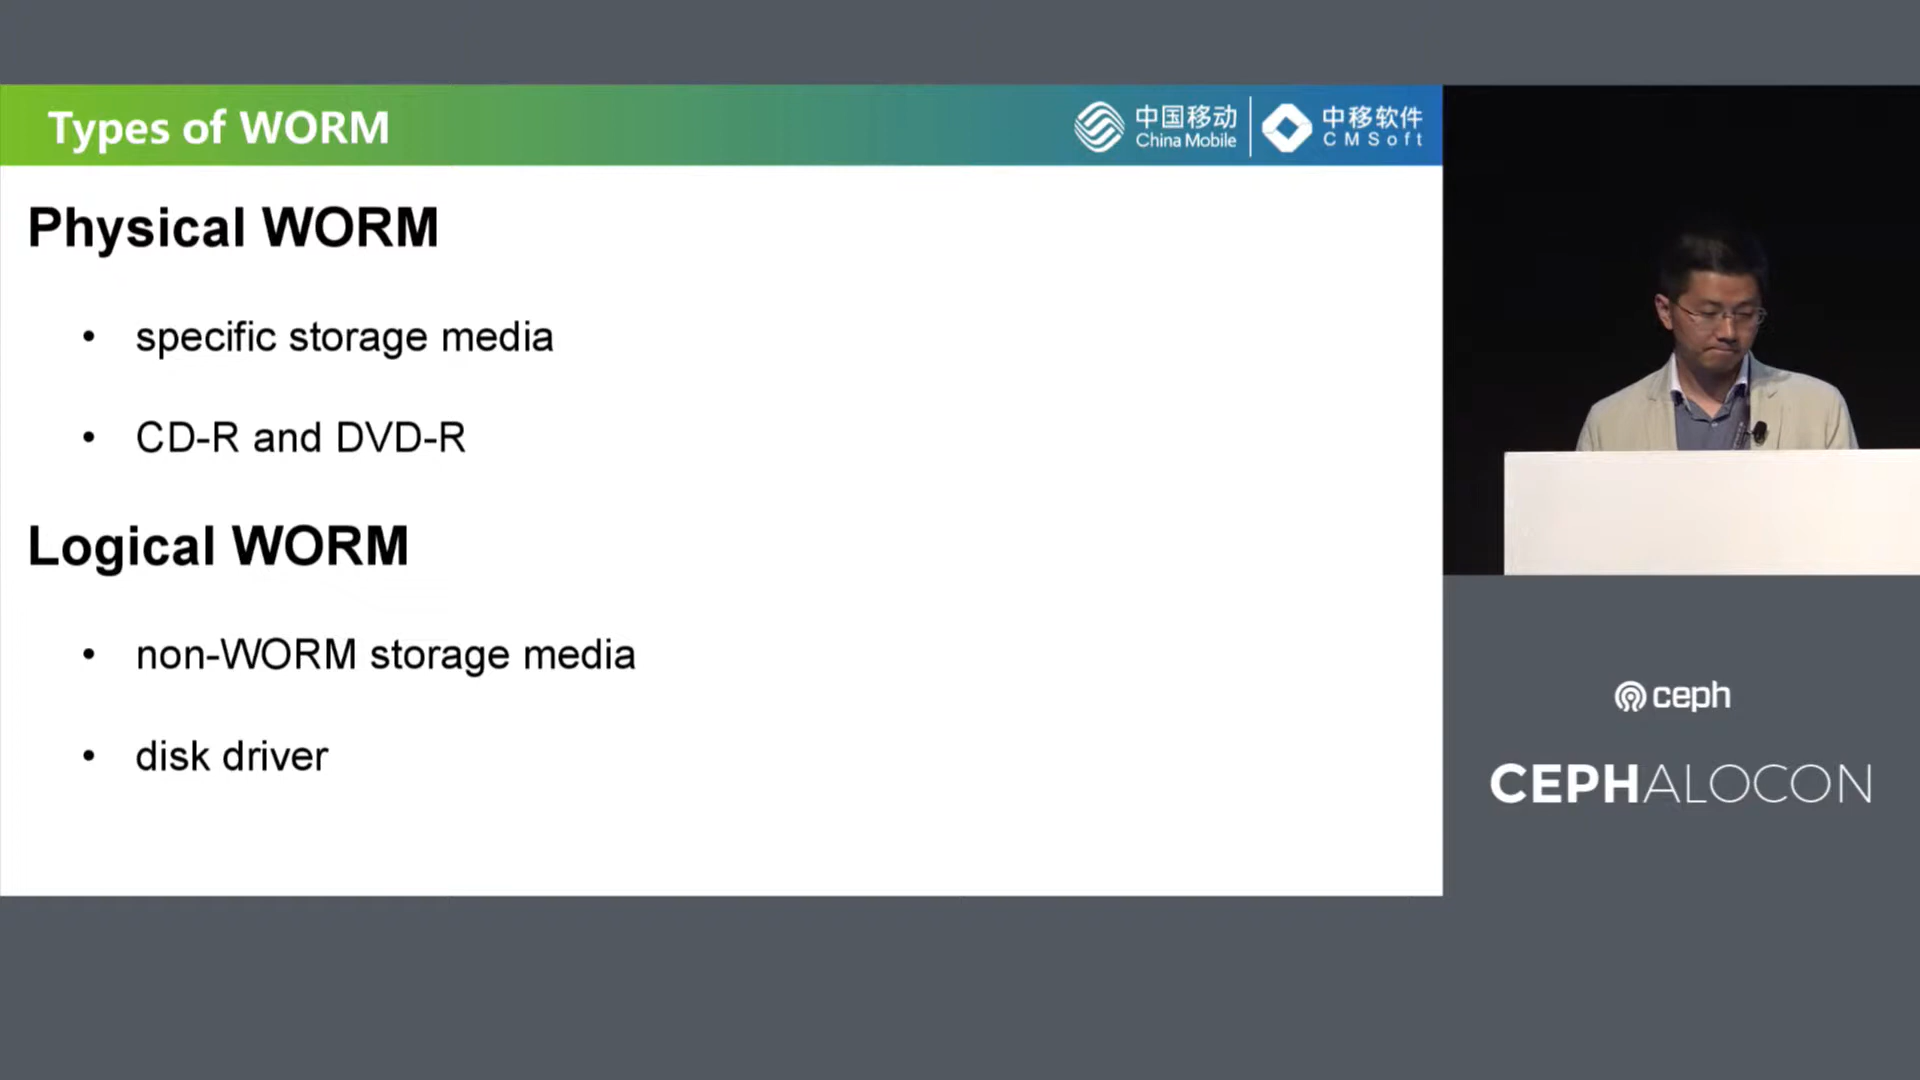 Types of WORM
中国移动
China Mobile
中移软件
CMSoft
Physical WORM
• specific storage media
• CD-R and DVD-R
Logical WORM
• non-WORM storage media
• disk driver
ceph
CEPHALOCON